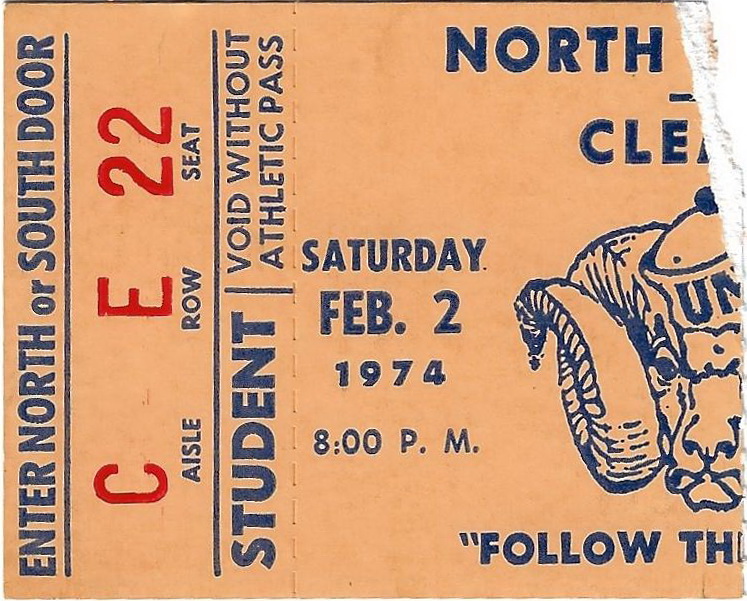 ENTER NORTH or SOUTH DOOR
C E 22
AISLE ROW SEAT
STUDENT
VOID WITHOUT
ATHLETIC PASS
NORTH
CLEA
SATURDAY
FEB. 2
1974
8:00 P. M.
UN
"FOLLOW TH